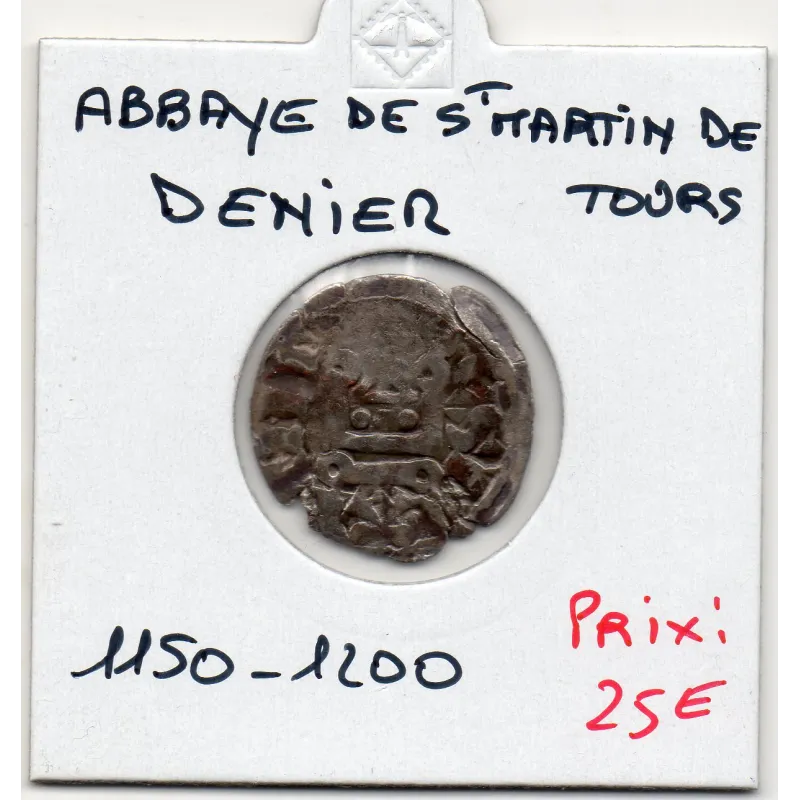 ABBAYE DE ST MARTIN DE
DENIER TOURS
1150-1200
PRIX:
25E